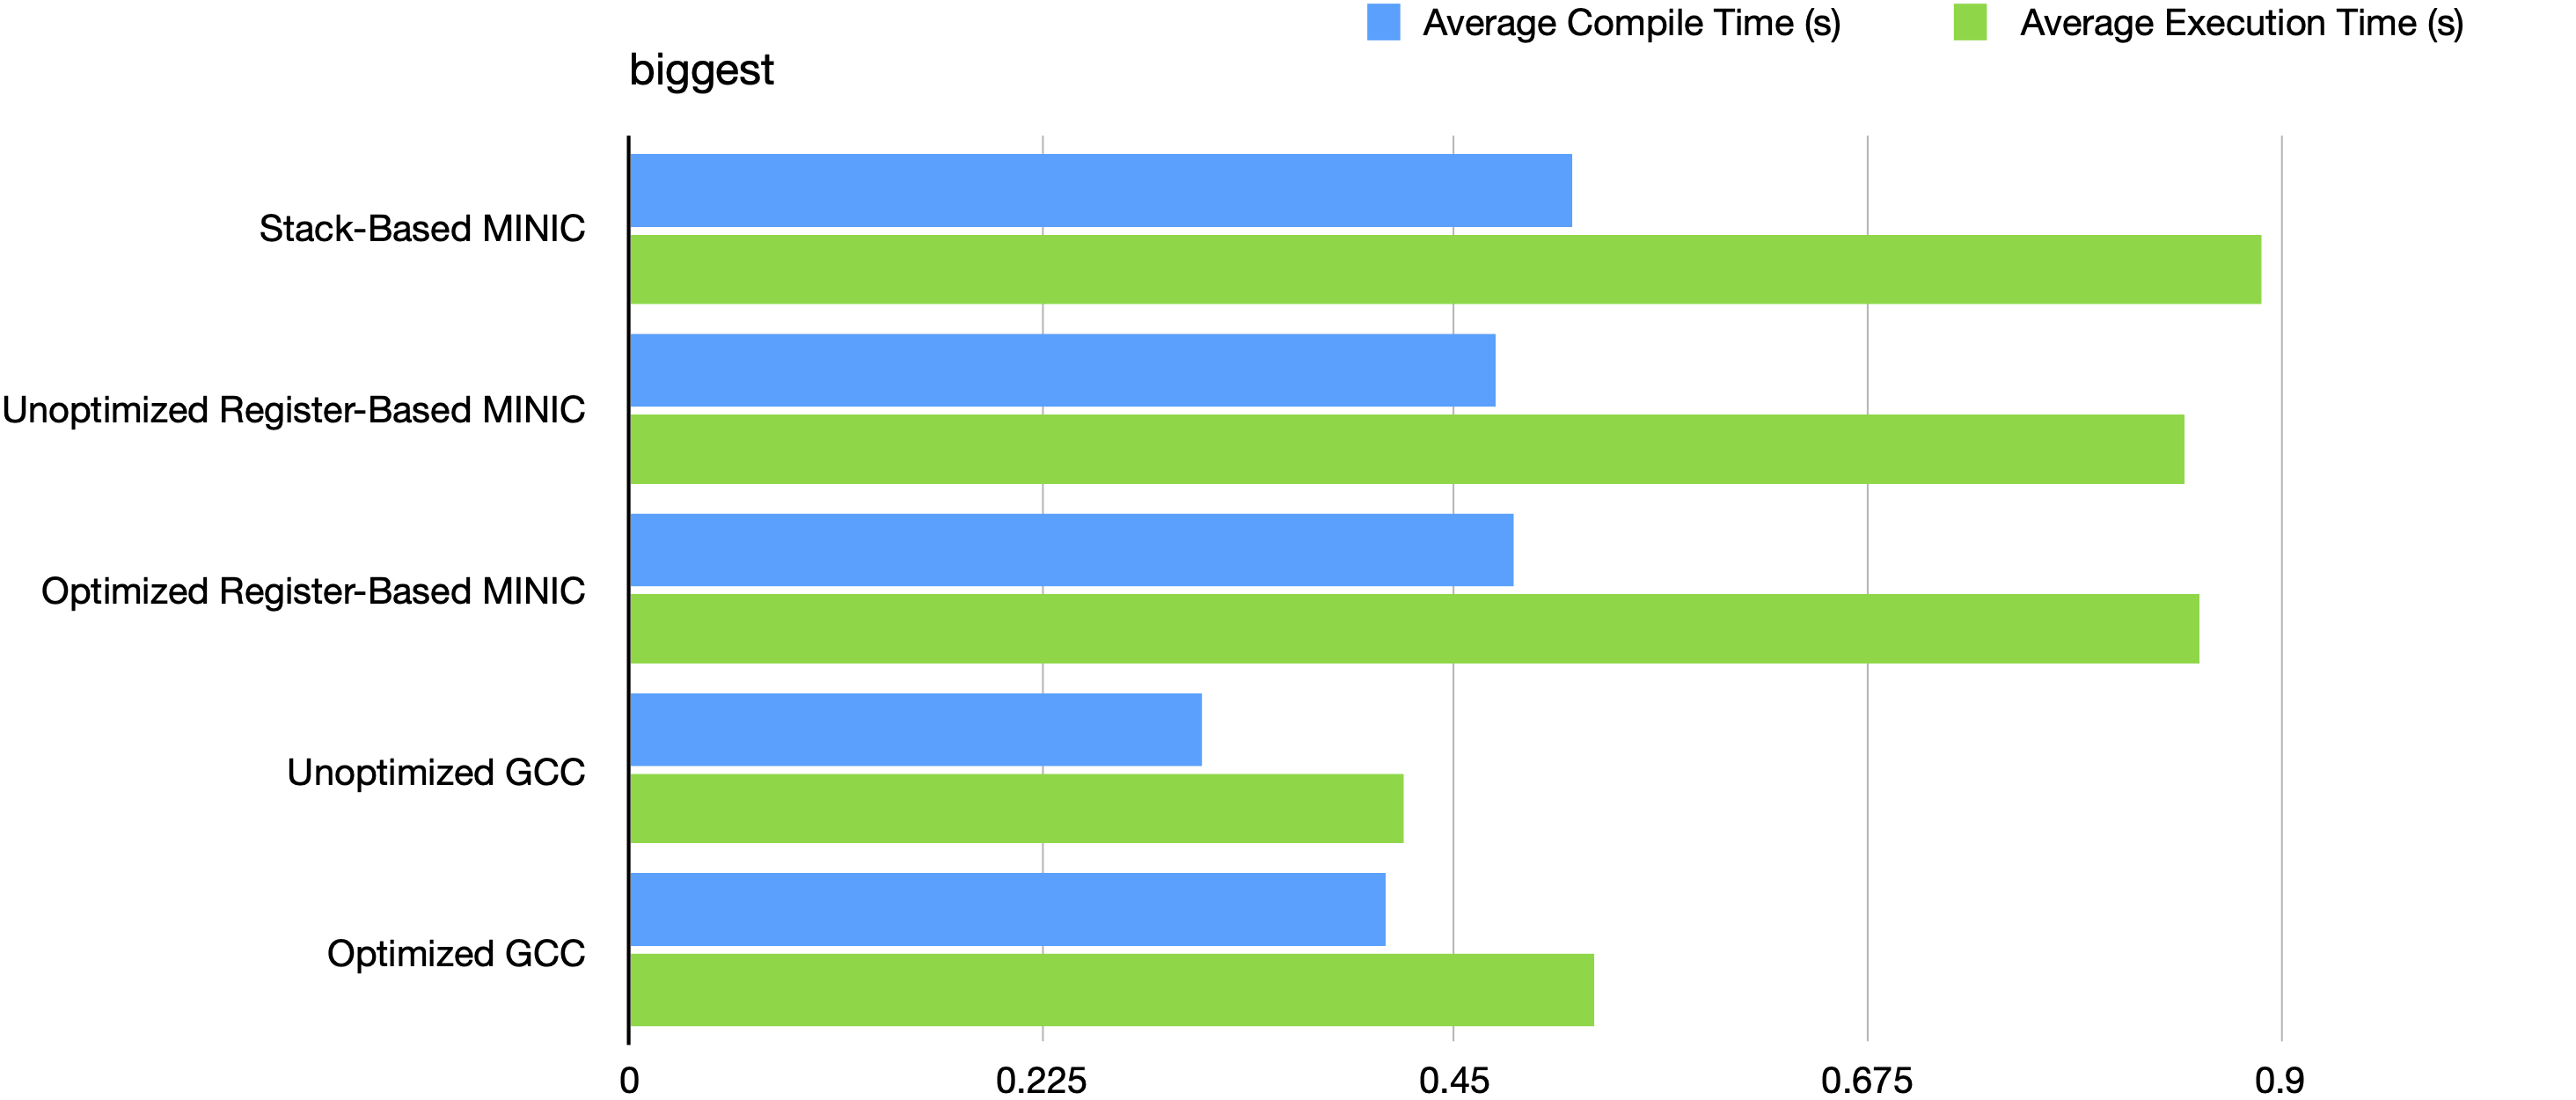 Average Compile Time (s)
Average Execution Time (s)
biggest
Stack-Based MINIC
Unoptimized Register-Based MINIC
Optimized Register-Based MINIC
Unoptimized GCC
Optimized GCC
0
0.225
0.45
0.675
0.9